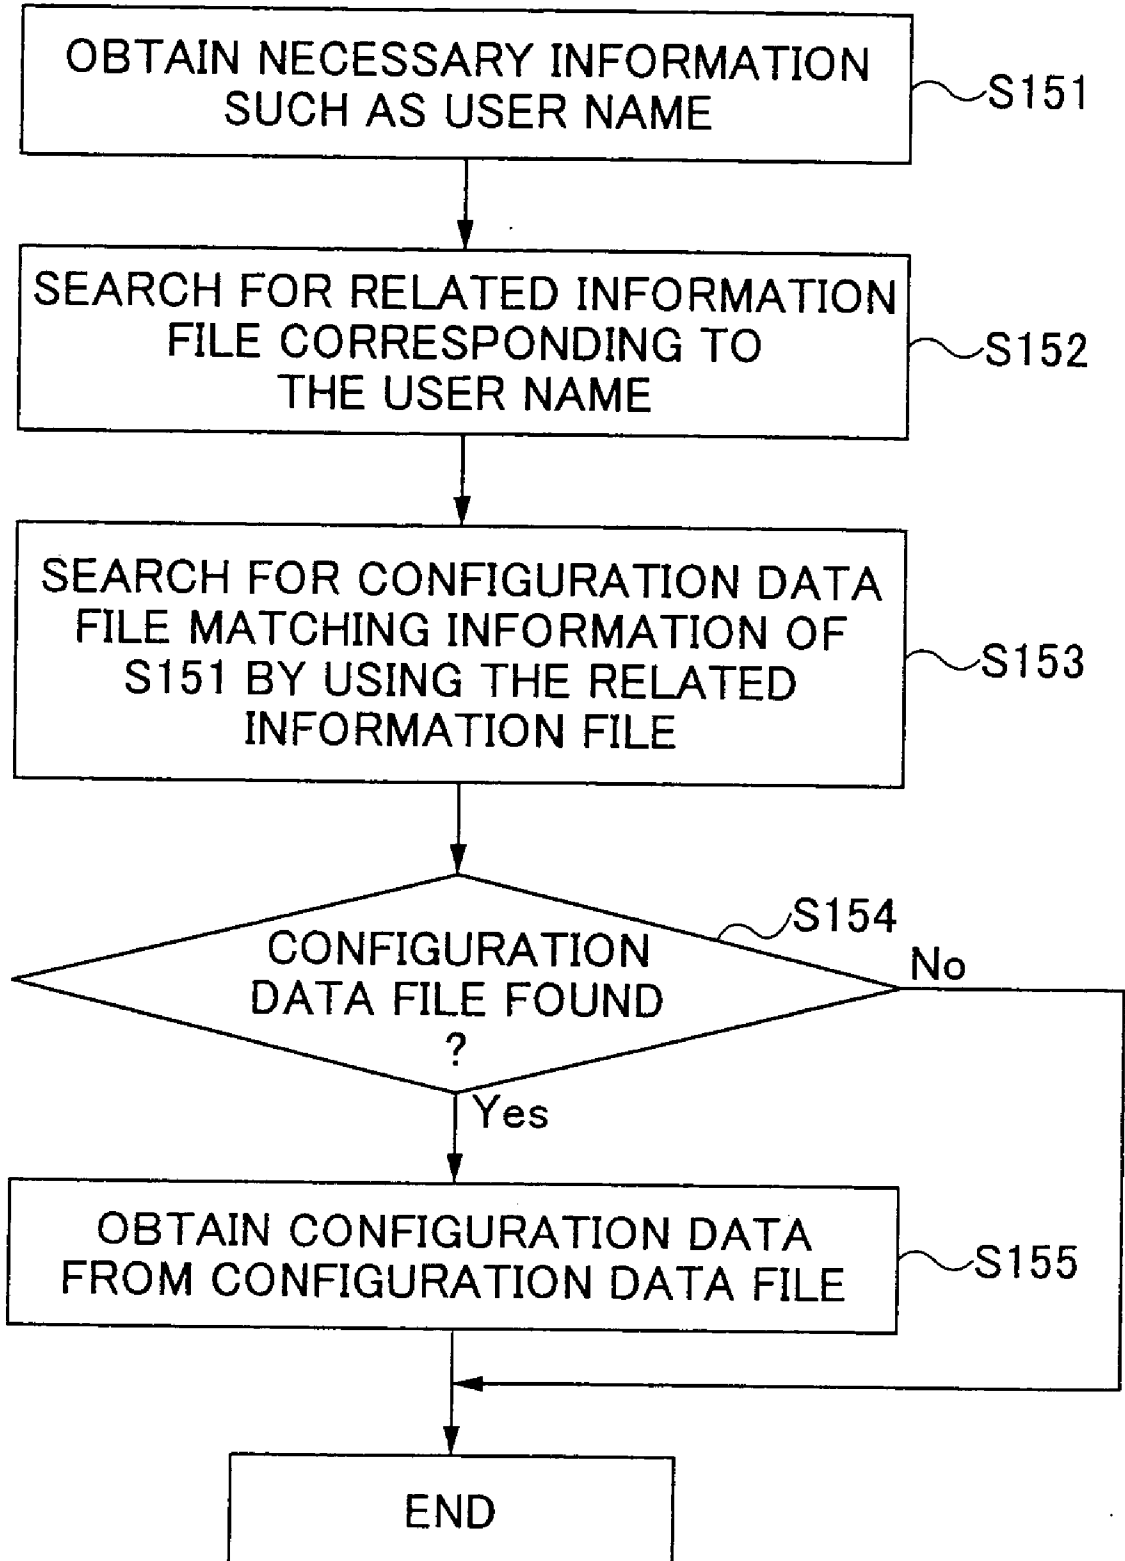 OBTAIN NECESSARY INFORMATION
SUCH AS USER NAME
S151
SEARCH FOR RELATED INFORMATION
FILE CORRESPONDING TO
THE USER NAME
S152
SEARCH FOR CONFIGURATION DATA
FILE MATCHING INFORMATION OF
S151 BY USING THE RELATED
INFORMATION FILE
S153
S154
CONFIGURATION
DATA FILE FOUND
?
No
Yes
OBTAIN CONFIGURATION DATA
FROM CONFIGURATION DATA FILE
S155
END